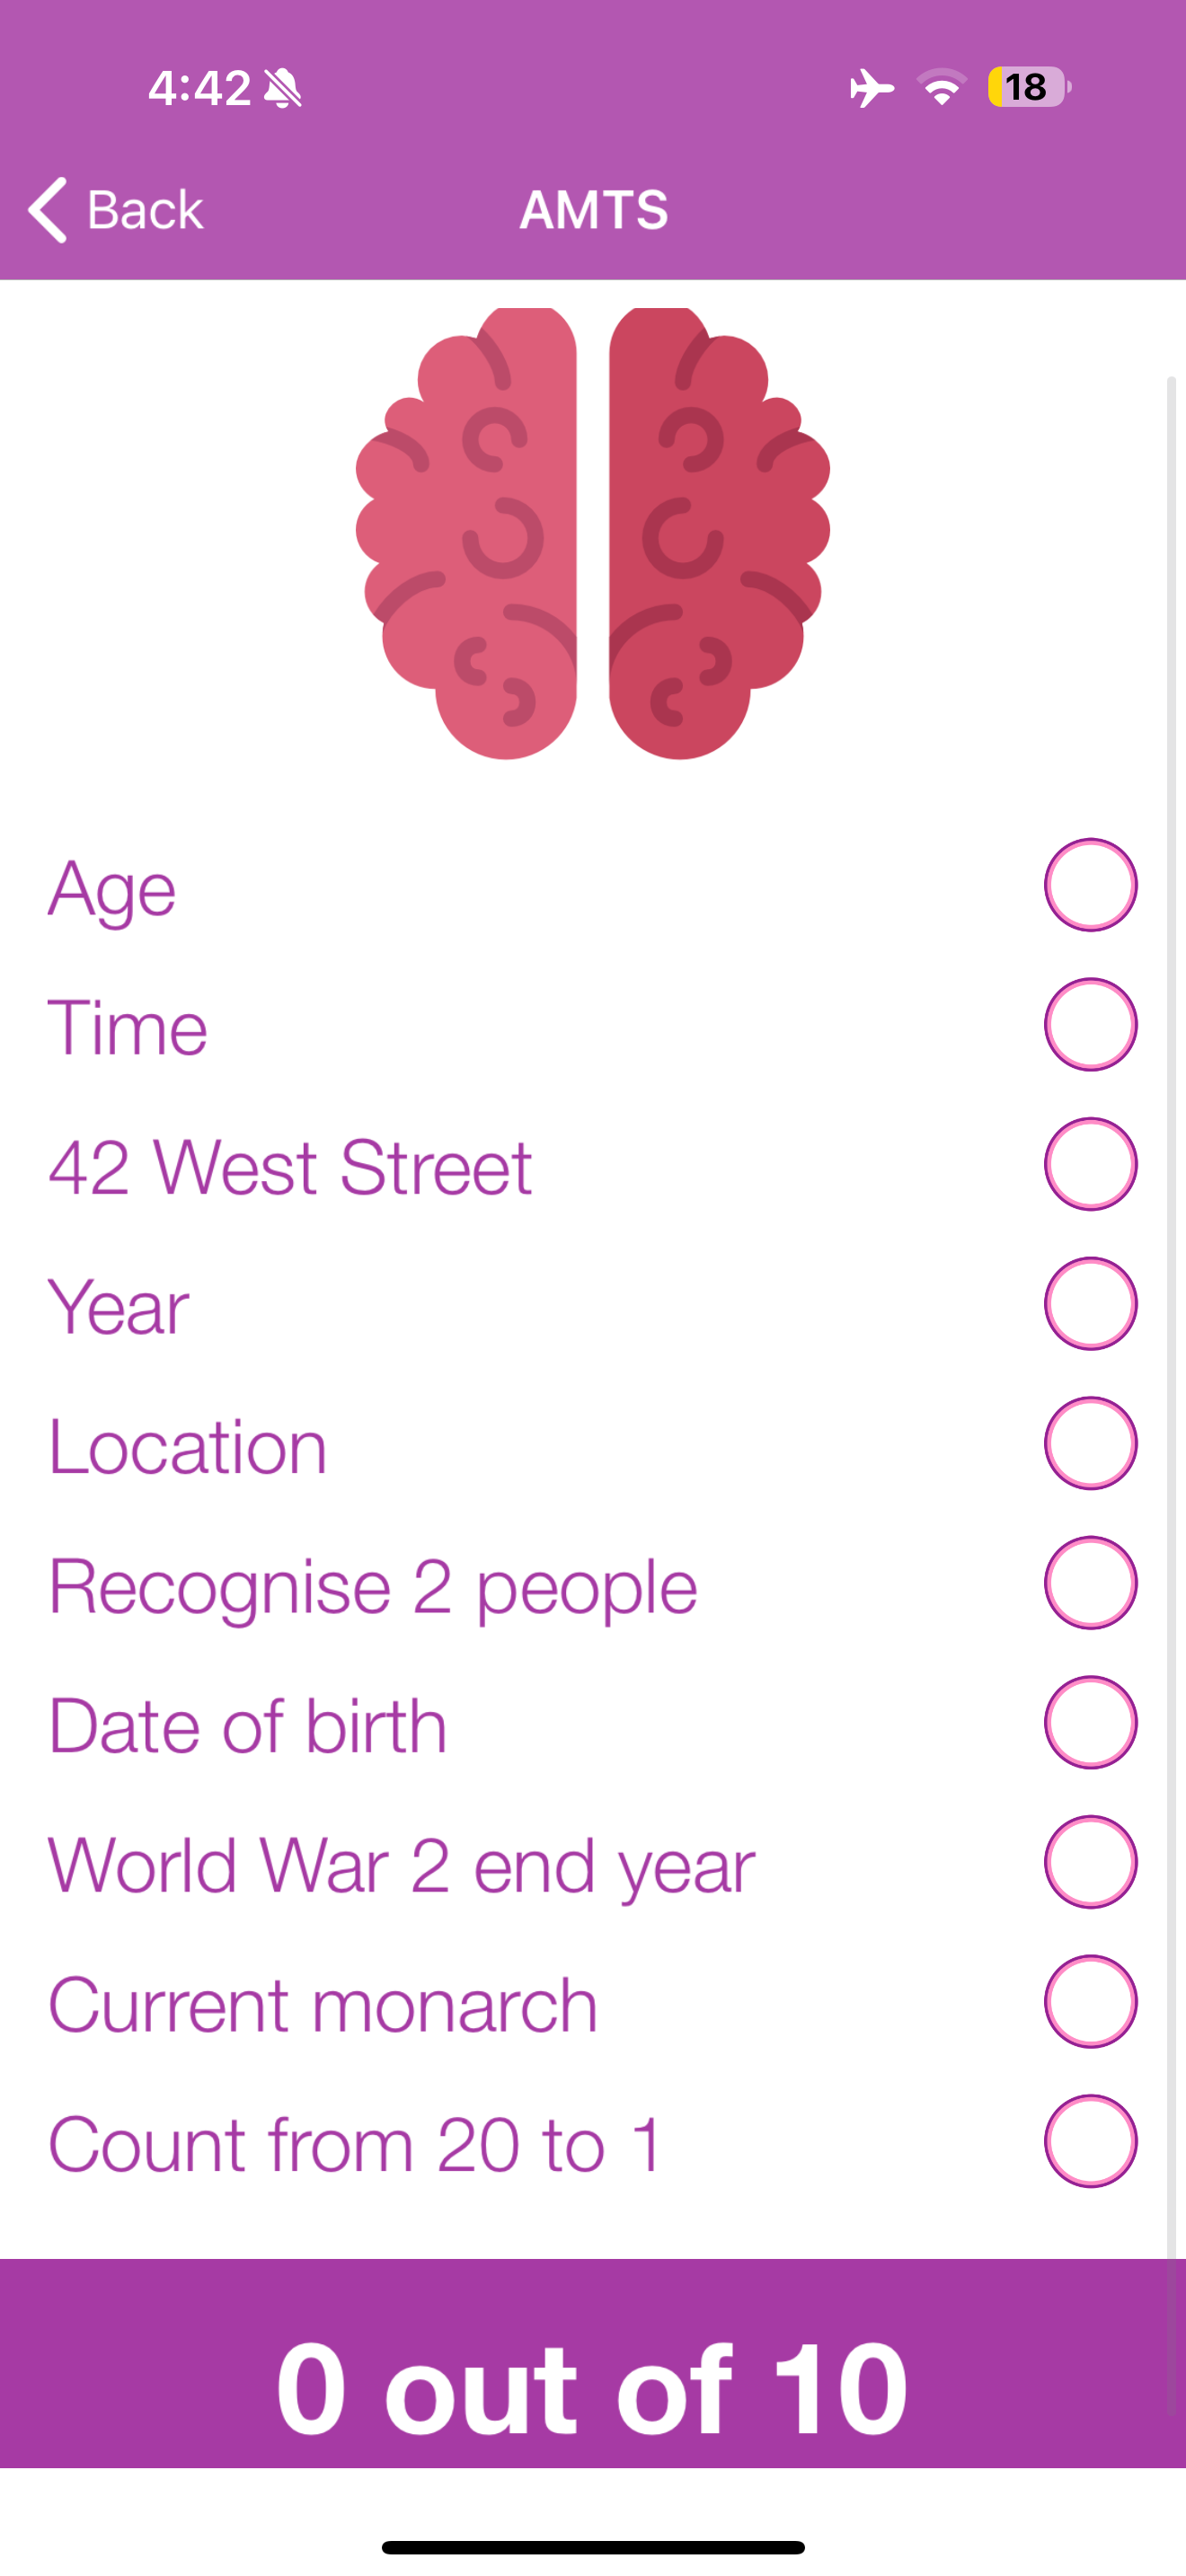 4:42
18
Back
AMTS
Age
Time
42 West Street
Year
Location
Recognise 2 people
Date of birth
World War 2 end year
Current monarch
Count from 20 to 1
0 out of 10